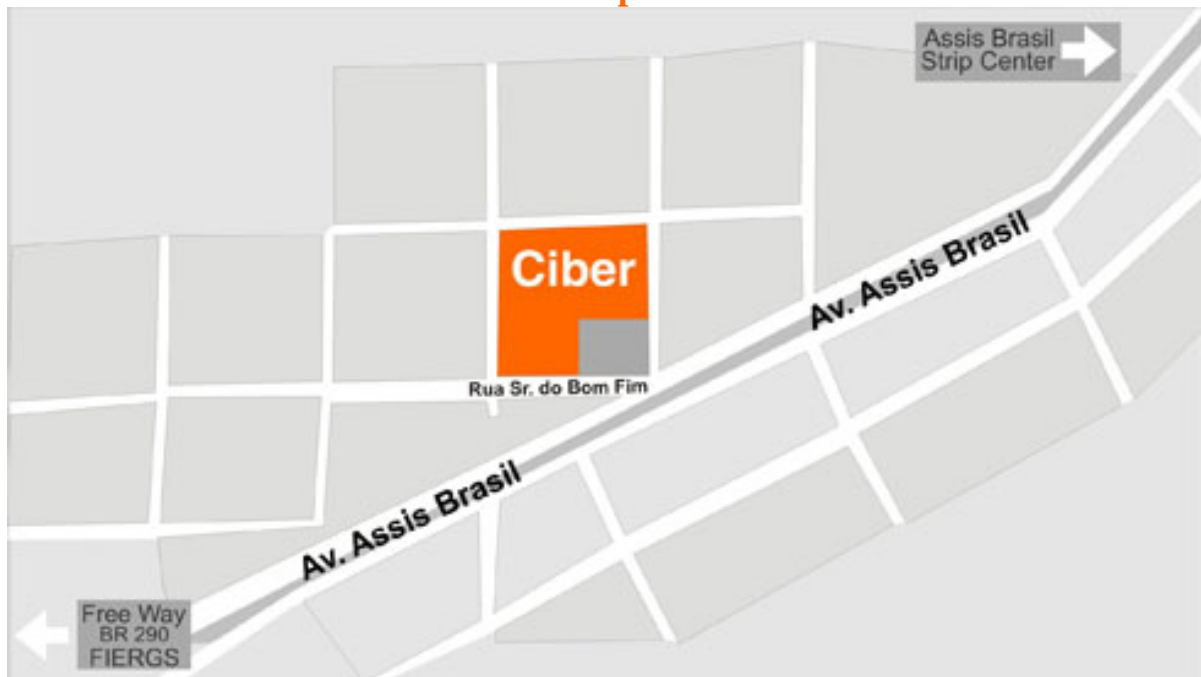 Assis Brasil
Strip Center
Ciber
Av. Assis Brasil
Rua Sr. do Bom Fim
Av. Assis Brasil
Free Way
BR 290
FIERGS